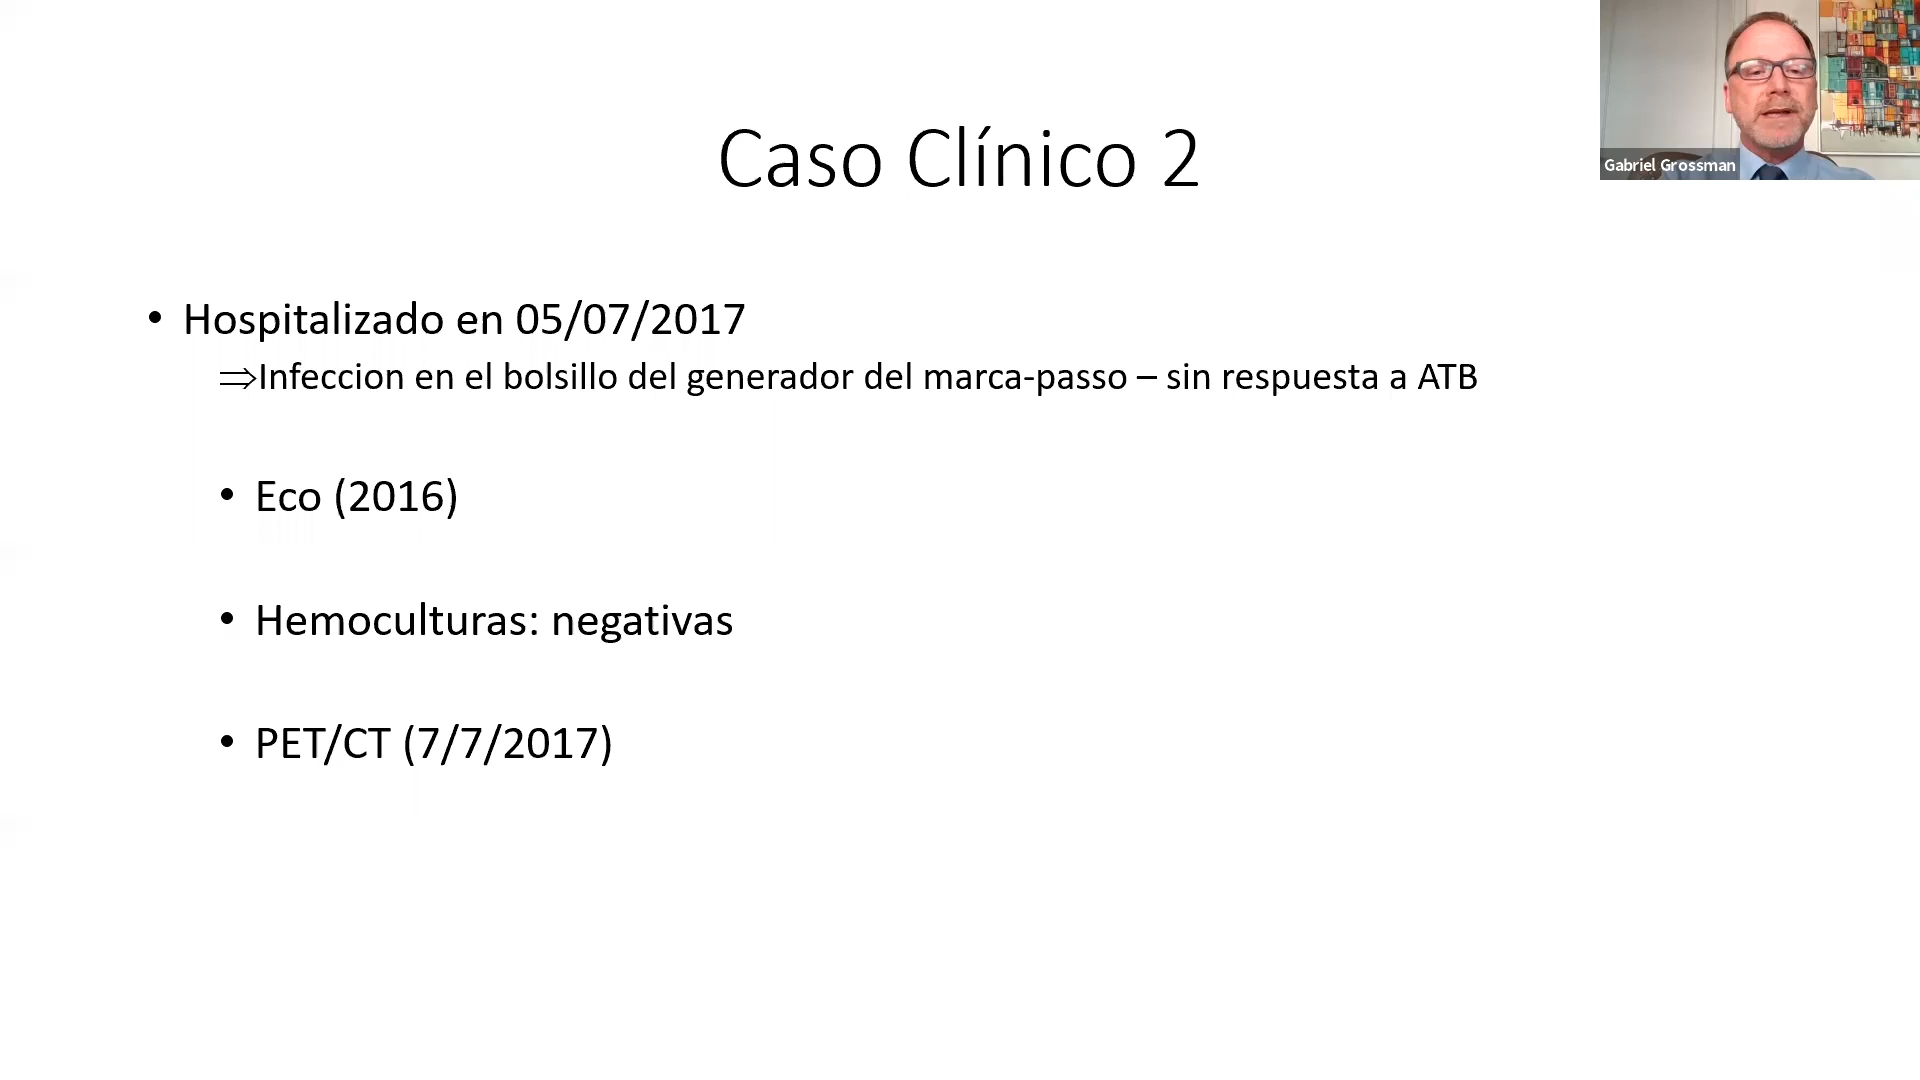 Caso Clínico 2
Gabriel Grossman
• Hospitalizado en 05/07/2017
⇒Infeccion en el bolsillo del generador del marca-passo – sin respuesta a ATB
• Eco (2016)
• Hemoculturas: negativas
• PET/CT (7/7/2017)